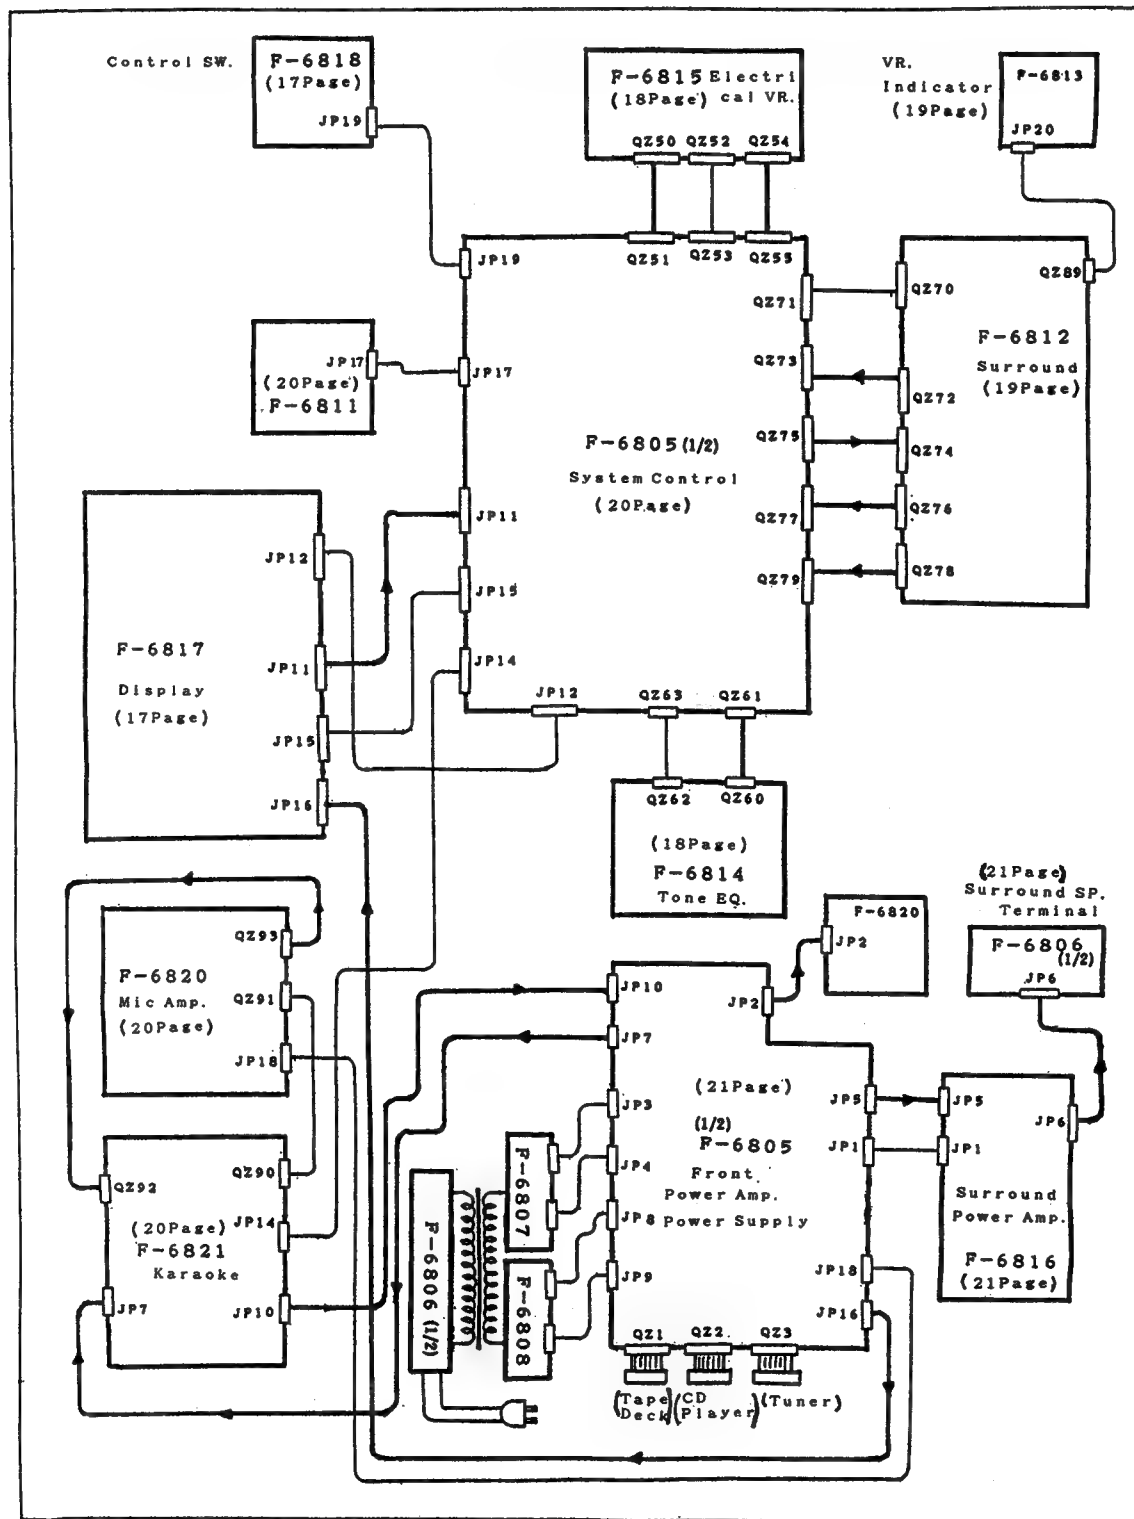 Control SW.
F-6818
(17Page)
JP19
F-6815 Electri
(18Page) cal VR.
QZ50 QZ52 QZ54
VR.
Indicator
(19Page)
F-6813
JP20
JP19
QZ51 QZ53 QZ55
QZ71
QZ70
QZ89
JP17
(20Page)
F-6811
JP17
QZ73
QZ72
F-6812
Surround
(19Page)
F-6805 (1/2)
System Control
(20Page)
QZ75
QZ74
QZ77
QZ76
QZ79
QZ78
JP11
JP15
JP14
JP12 QZ63 QZ61
JP12
F-6817
Display
(17Page)
JP11
JP15
JP16
QZ62 QZ60
(18Page)
F-6814
Tone EQ.
QZ93
F-6820
Mic Amp.
(20Page)
QZ91
JP18
F-6820
JP2
(21Page)
Surround SP.
Terminal
F-6806
(1/2)
JP6
JP10
JP2
JP7
JP3
JP4
JP8
JP9
(21Page)
(1/2)
F-6805
Front
Power Amp.
Power Supply
JP5
JP1
JP18
JP16
JP5
JP1
JP6
Surround
Power Amp.
F-6816
(21Page)
QZ92
QZ90
(20Page)
F-6821
Karaoke
JP14
JP7
JP10
F-6806 (1/2)
F-6807
F-6808
QZ1 QZ2 QZ3
(Tape
Deck)
(CD
Player)
(Tuner)